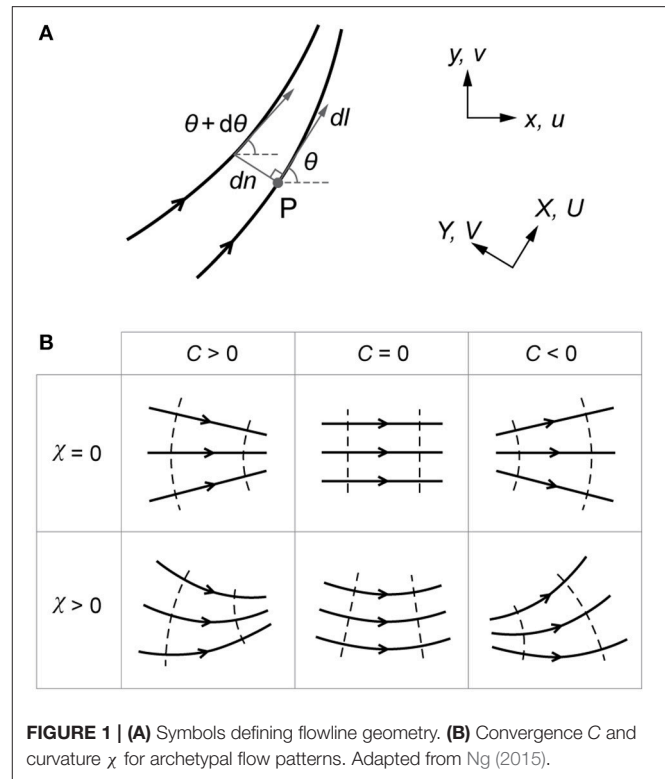 A
y, v
x, u
θ + dθ
dl
θ
dn
P
X, U
Y, V
B
C > 0
C = 0
C < 0
χ = 0
χ > 0
FIGURE 1 | (A) Symbols defining flowline geometry. (B) Convergence C and
curvature χ for archetypal flow patterns. Adapted from Ng (2015).